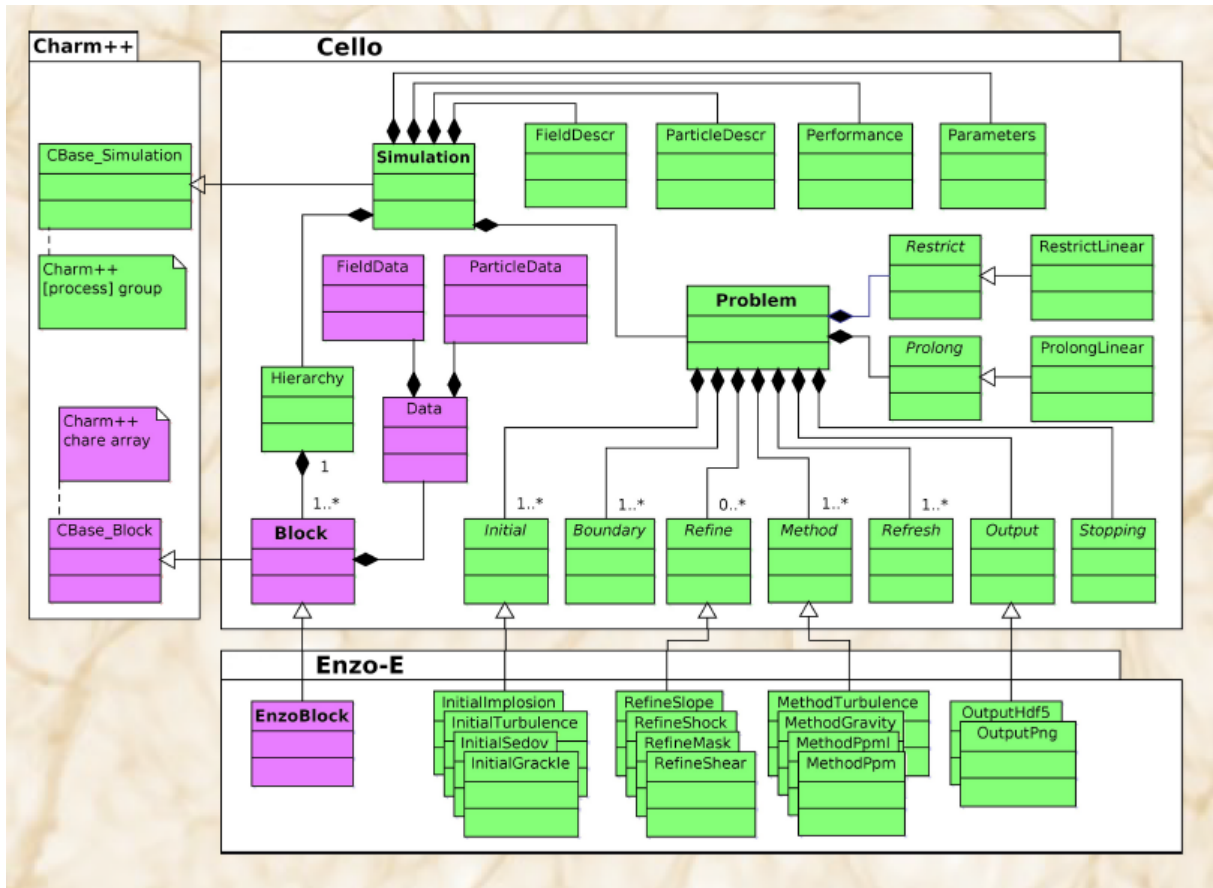 Charm++
Cello
FieldDescr
ParticleDescr
Performance
Parameters
CBase_Simulation
Simulation
Charm++
[process] group
FieldData
ParticleData
Restrict
RestrictLinear
Problem
Prolong
ProlongLinear
Hierarchy
Data
Charm++
chare array
1
1..*
1..*
1..*
0..*
1..*
1..*
CBase_Block
Block
Initial
Boundary
Refine
Method
Refresh
Output
Stopping
Enzo-E
EnzoBlock
InitialImplosion
InitialTurbulence
InitialSedov
InitialGrackle
RefineSlope
RefineShock
RefineMask
RefineShear
MethodTurbulence
MethodGravity
MethodPpml
MethodPpm
OutputHdf5
OutputPng